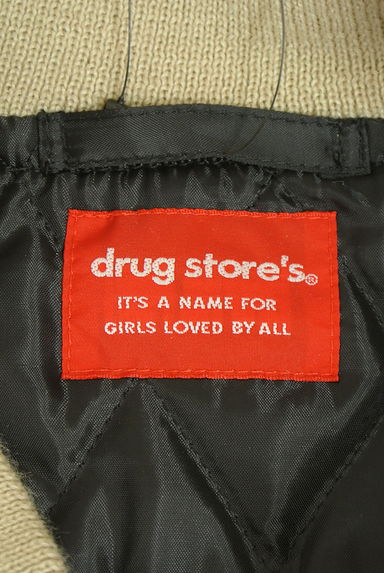 drug store's®
IT'S A NAME FOR
GIRLS LOVED BY ALL